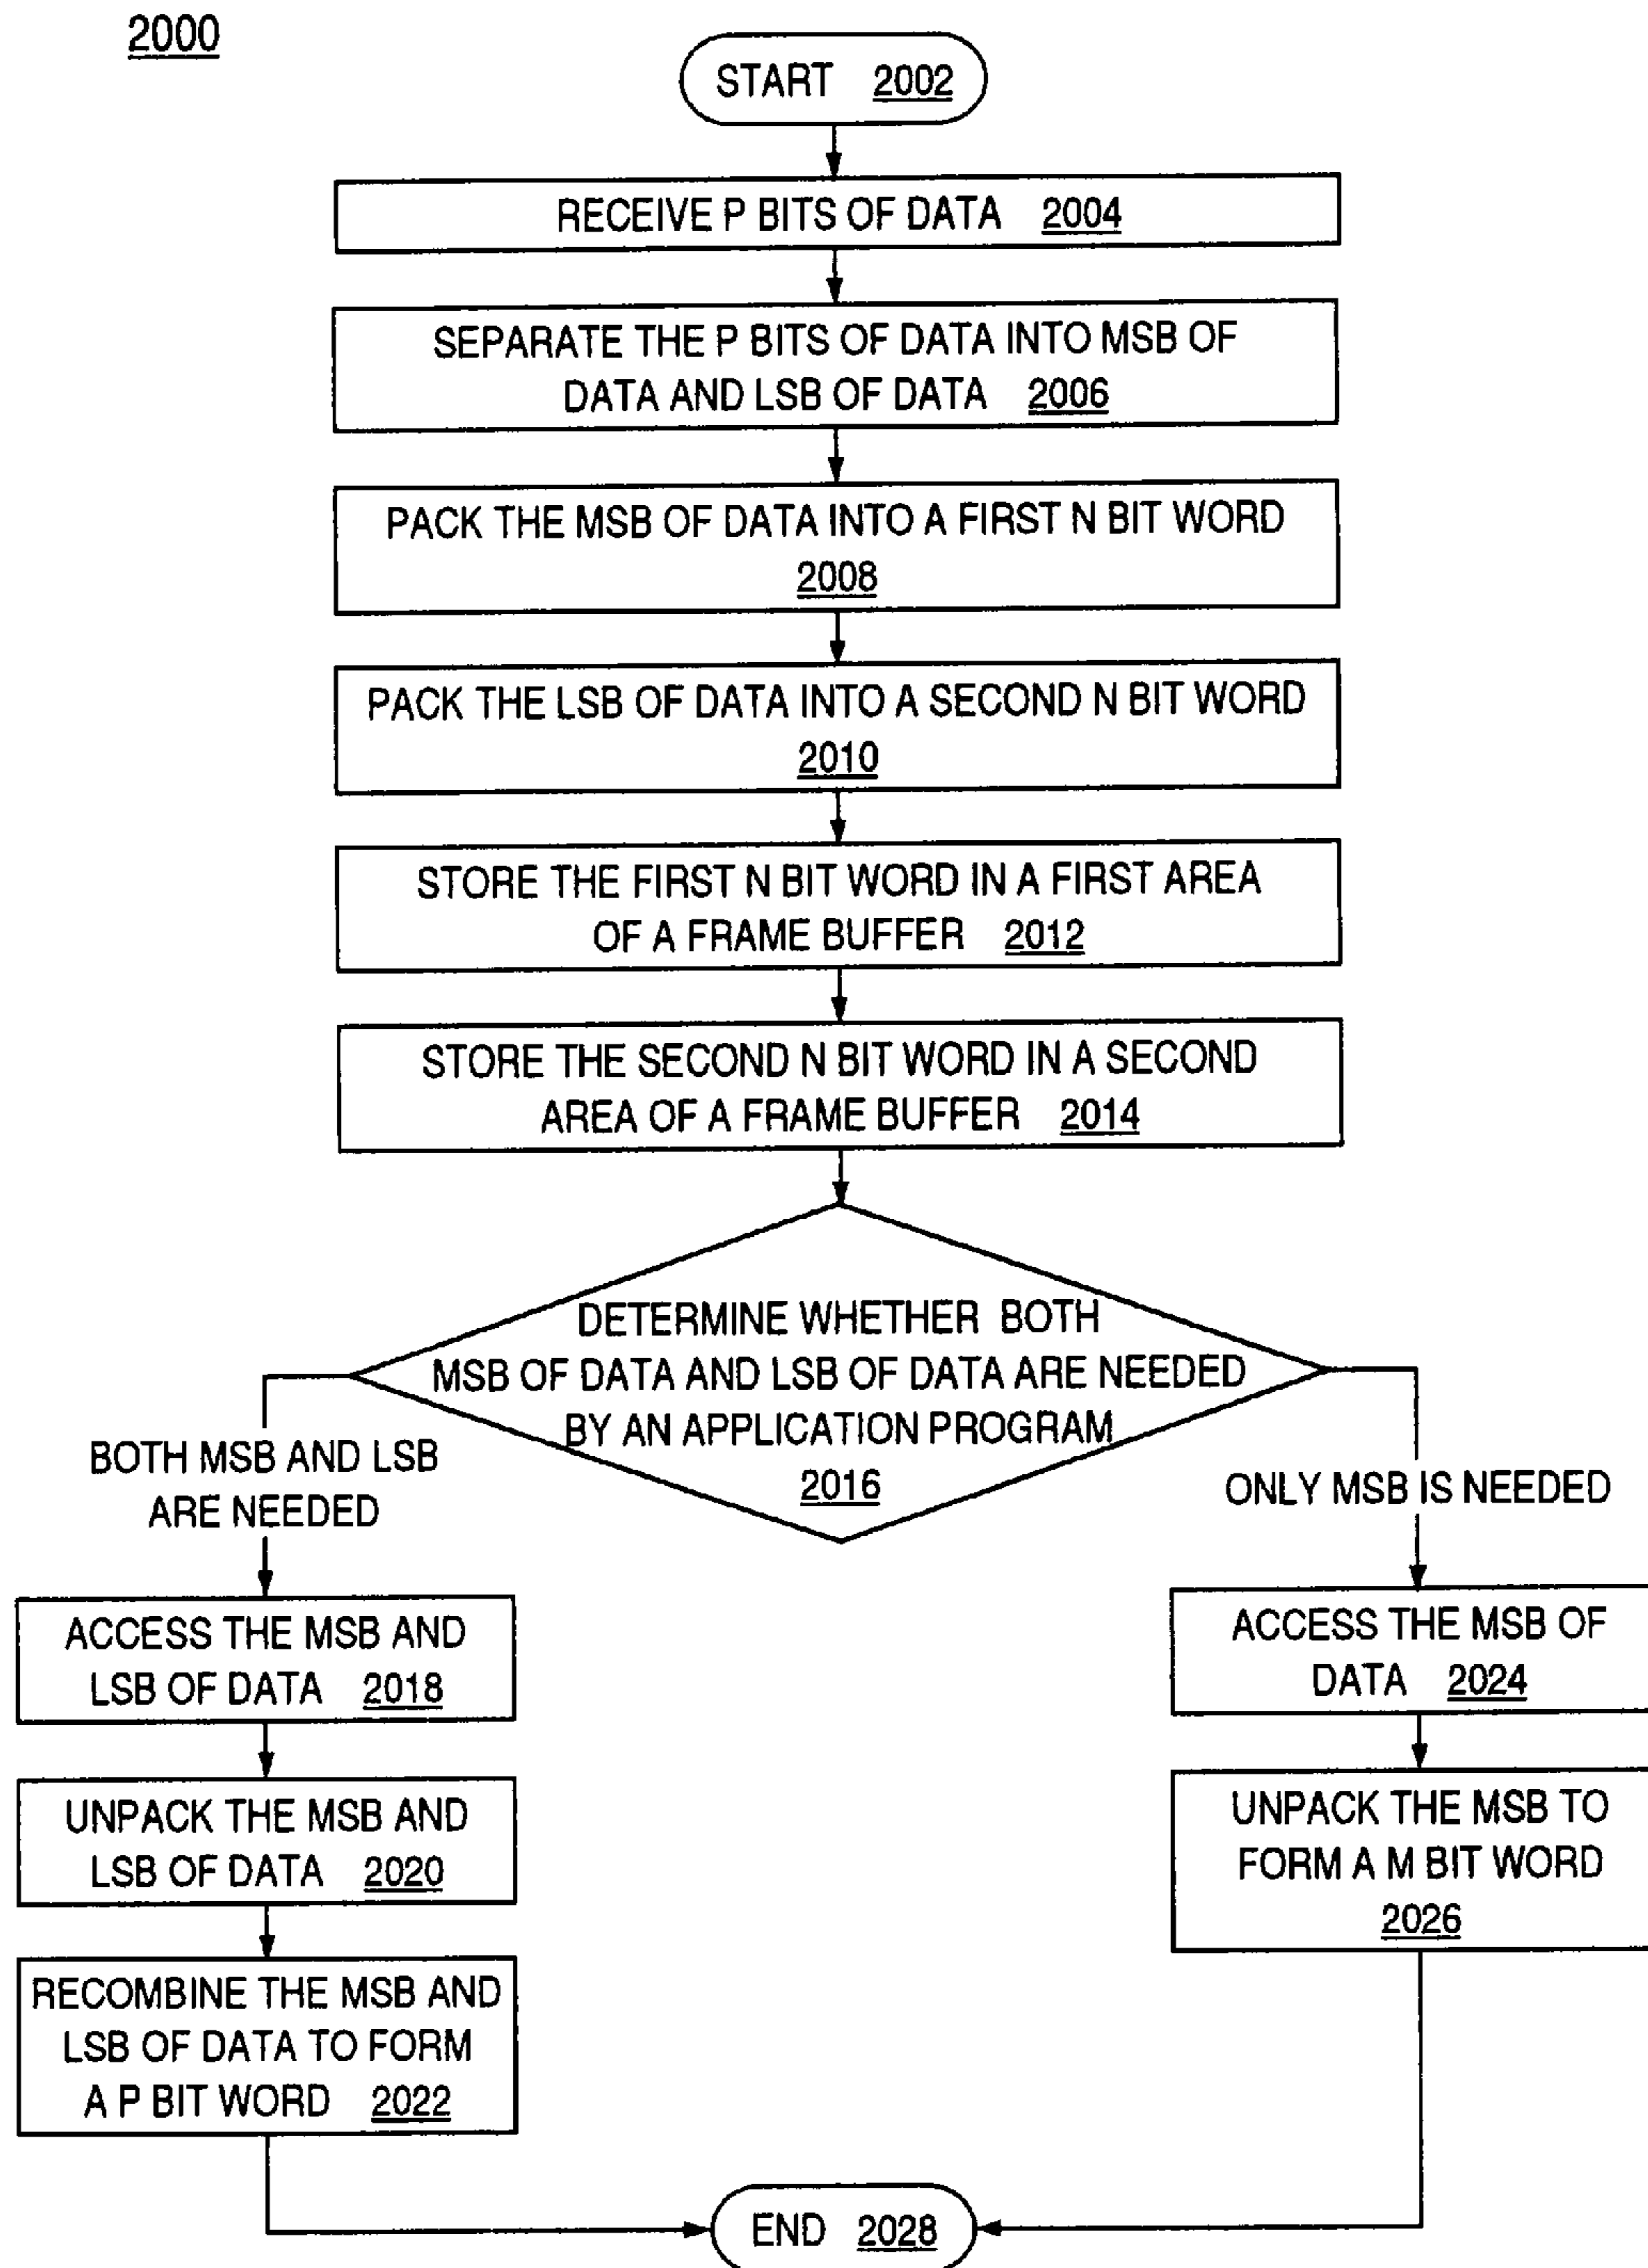 2000
START 2002
RECEIVE P BITS OF DATA 2004
SEPARATE THE P BITS OF DATA INTO MSB OF
DATA AND LSB OF DATA 2006
PACK THE MSB OF DATA INTO A FIRST N BIT WORD
2008
PACK THE LSB OF DATA INTO A SECOND N BIT WORD
2010
STORE THE FIRST N BIT WORD IN A FIRST AREA
OF A FRAME BUFFER 2012
STORE THE SECOND N BIT WORD IN A SECOND
AREA OF A FRAME BUFFER 2014
DETERMINE WHETHER BOTH
MSB OF DATA AND LSB OF DATA ARE NEEDED
BY AN APPLICATION PROGRAM
2016
BOTH MSB AND LSB
ARE NEEDED
ACCESS THE MSB AND
LSB OF DATA 2018
UNPACK THE MSB AND
LSB OF DATA 2020
RECOMBINE THE MSB AND
LSB OF DATA TO FORM
A P BIT WORD 2022
ONLY MSB IS NEEDED
ACCESS THE MSB OF
DATA 2024
UNPACK THE MSB TO
FORM A M BIT WORD
2026
END 2028